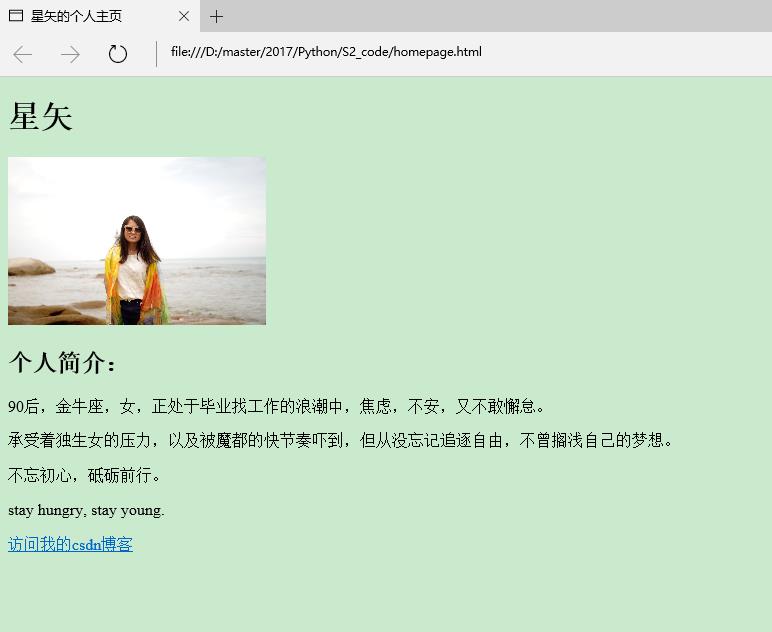 星矢的个人主页
file:///D:/master/2017/Python/S2_code/homepage.html
星矢
个人简介：
90后，金牛座，女，正处于毕业找工作的浪潮中，焦虑，不安，又不敢懈怠。
承受着独生女的压力，以及被魔都的快节奏吓到，但从没忘记追逐自由，不曾搁浅自己的梦想。
不忘初心，砥砺前行。
stay hungry, stay young.
访问我的csdn博客